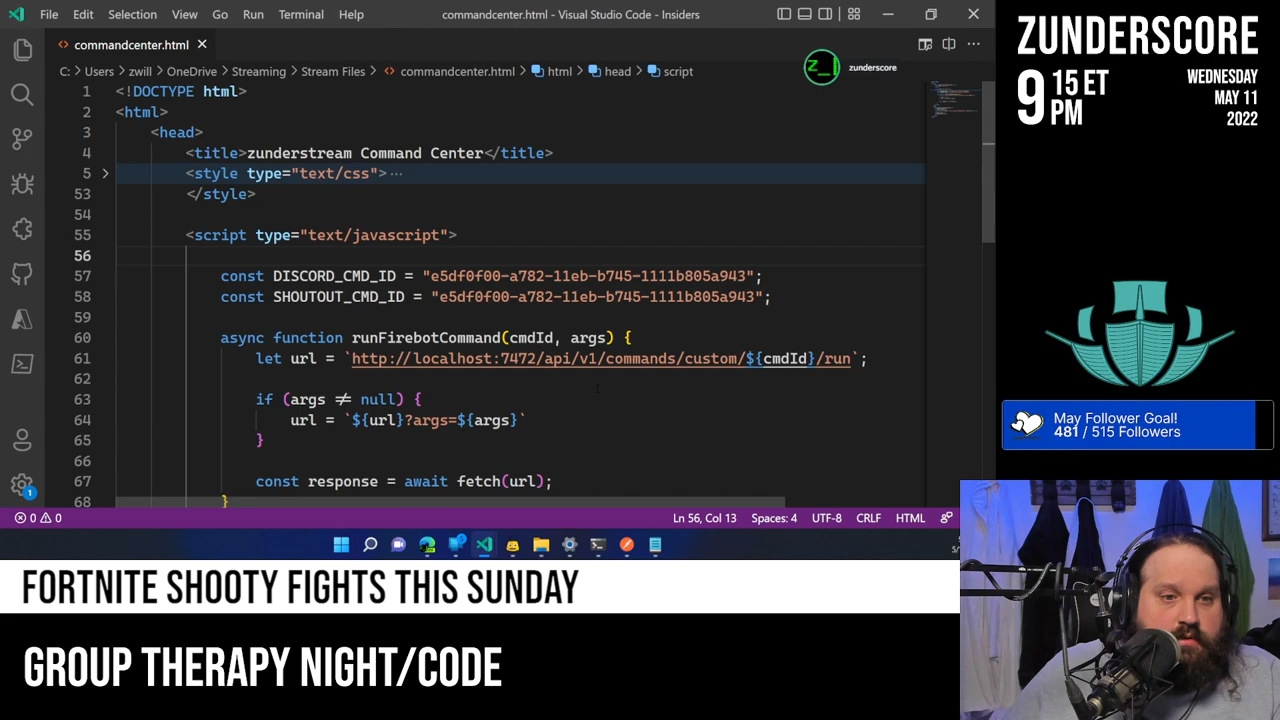 File Edit Selection View Go Run Terminal Help commandcenter.html - Visual Studio Code - Insiders
commandcenter.html
C: > Users > zwill > OneDrive > Streaming > Stream Files > commandcenter.html > html > head > script
z_| zunderscore
1 <!DOCTYPE html>
2 <html>
3 <head>
4 <title>zunderstream Command Center</title>
5 <style type="text/css">···
53 </style>
54
55 <script type="text/javascript">
56
57 const DISCORD_CMD_ID = "e5df0f00-a782-11eb-b745-1111b805a943";
58 const SHOUTOUT_CMD_ID = "e5df0f00-a782-11eb-b745-1111b805a943";
59
60 async function runFirebotCommand(cmdId, args) {
61 let url = `http://localhost:7472/api/v1/commands/custom/${cmdId}/run`;
62
63 if (args ≠ null) {
64 url = `${url}?args=${args}`
65 }
66
67 const response = await fetch(url);
68 }
0 0 Ln 56, Col 13 Spaces: 4 UTF-8 CRLF HTML
1
FORTNITE SHOOTY FIGHTS THIS SUNDAY
GROUP THERAPY NIGHT/CODE
ZUNDERSCORE
9 15 ET PM
WEDNESDAY
MAY 11
2022
May Follower Goal!
481 / 515 Followers